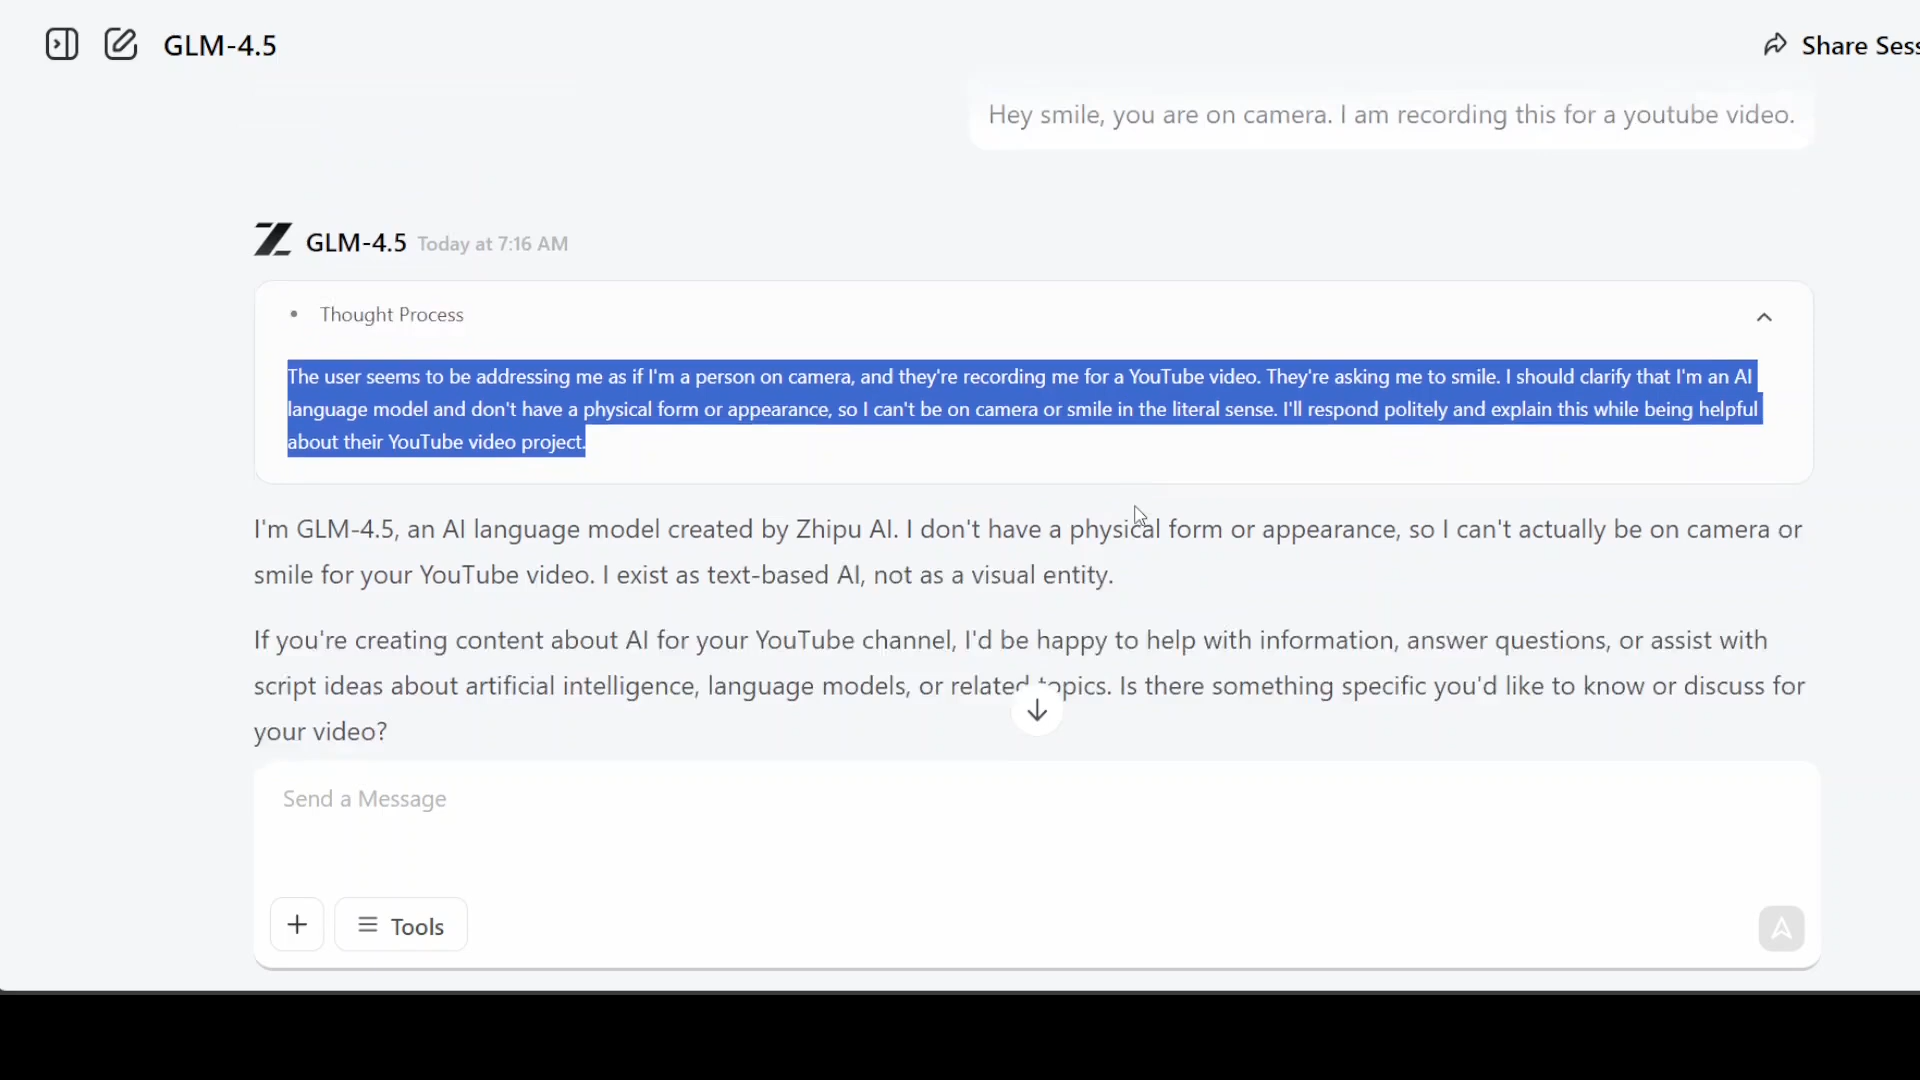 GLM-4.5
Share Sess
Hey smile, you are on camera. I am recording this for a youtube video.
GLM-4.5 Today at 7:16 AM
Thought Process
The user seems to be addressing me as if I'm a person on camera, and they're recording me for a YouTube video. They're asking me to smile. I should clarify that I'm an AI
language model and don't have a physical form or appearance, so I can't be on camera or smile in the literal sense. I'll respond politely and explain this while being helpful
about their YouTube video project.
I'm GLM-4.5, an AI language model created by Zhipu AI. I don't have a physical form or appearance, so I can't actually be on camera or
smile for your YouTube video. I exist as text-based AI, not as a visual entity.
If you're creating content about AI for your YouTube channel, I'd be happy to help with information, answer questions, or assist with
script ideas about artificial intelligence, language models, or related topics. Is there something specific you'd like to know or discuss for
your video?
Send a Message
Tools